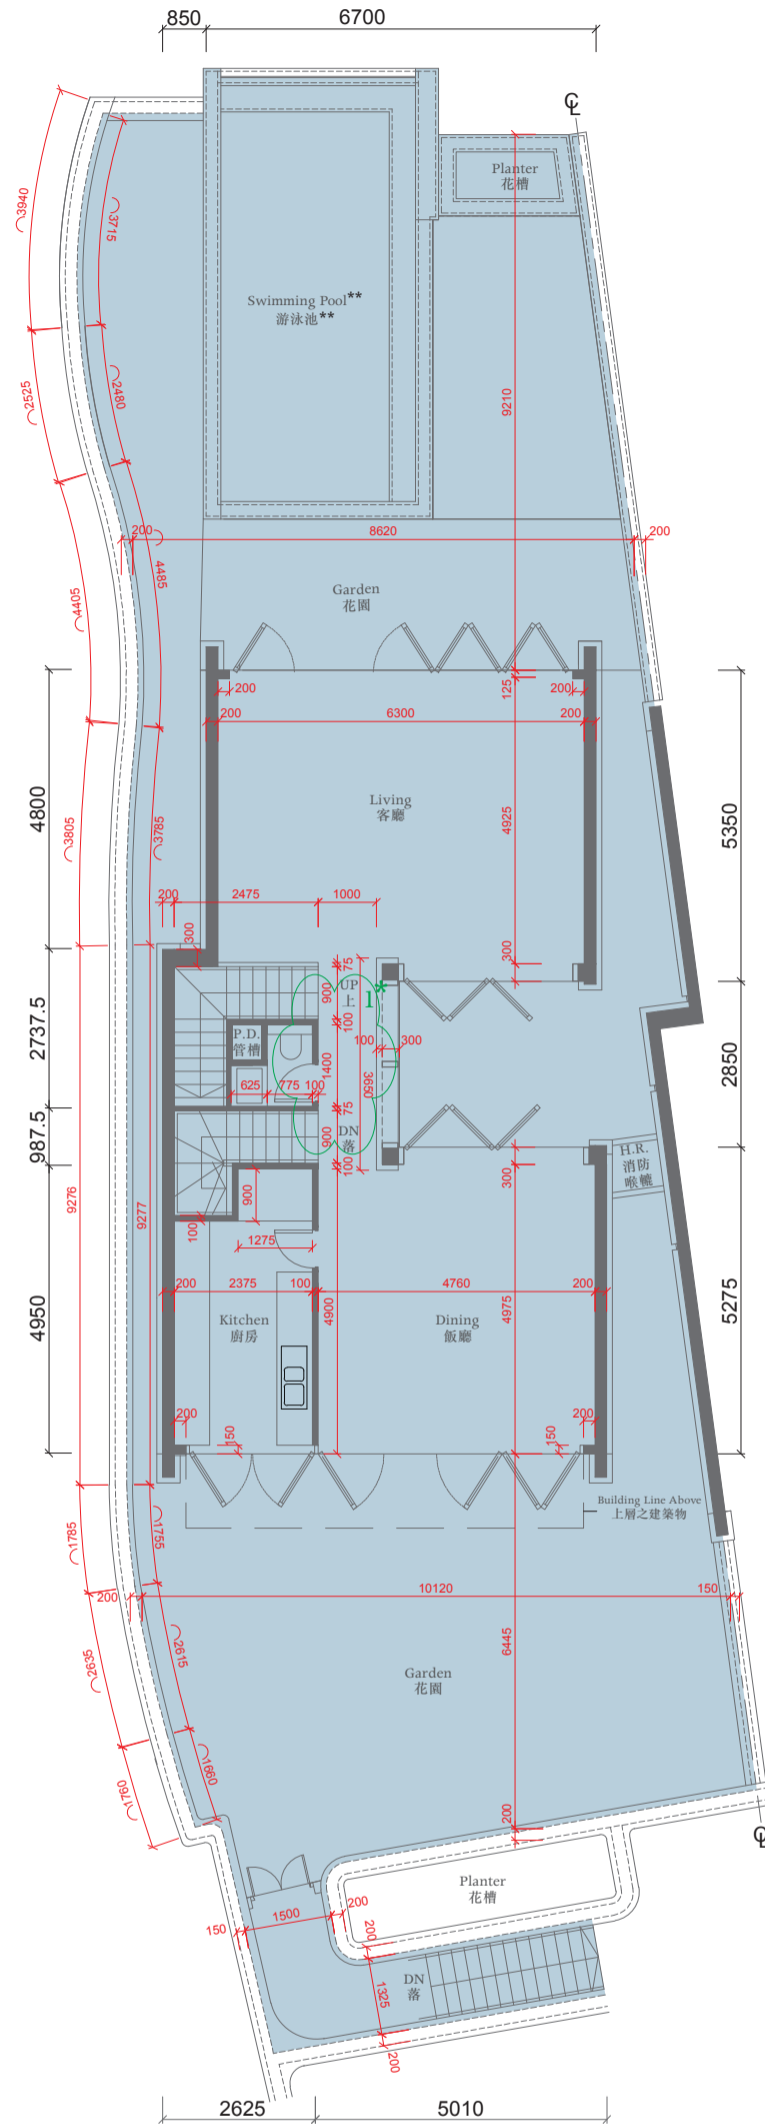 850
6700
℄
Planter
花槽
3940
3715
Swimming Pool**
游泳池**
2525
2480
9210
200
8620
200
4485
4405
Garden
花園
125
200
200
200
6300
200
4800
Living
客廳
4925
5350
3805
3785
200
2475
1000
300
300
75
900
UP
上
1*
2737.5
P.D.
管槽
100
100
300
1400
3650
2850
625
775
100
75
987.5
900
DN
落
H.R.
消防
喉轆
100
300
9276
9277
900
100
1275
200
2375
100
4760
200
4900
4975
4950
5275
Kitchen
廚房
Dining
飯廳
200
200
150
150
Building Line Above
上層之建築物
1785
1755
200
10120
150
2635
2615
6445
Garden
花園
1760
1660
200
℄
Planter
花槽
150
1500
200
200
DN
落
1325
200
2625
5010